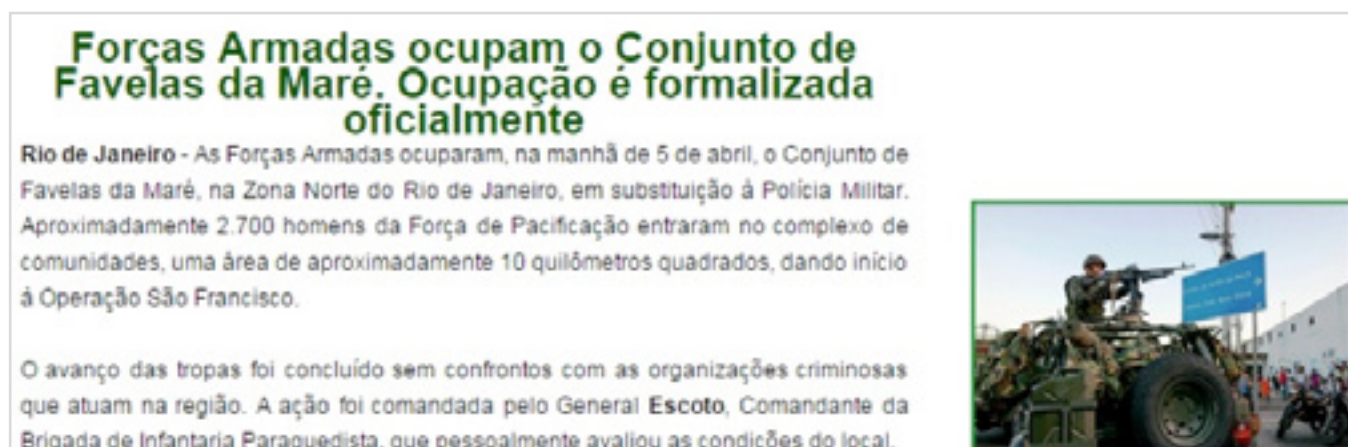 Forças Armadas ocupam o Conjunto de
Favelas da Maré. Ocupação é formalizada
oficialmente
Rio de Janeiro - As Forças Armadas ocuparam, na manhã de 5 de abril, o Conjunto de
Favelas da Maré, na Zona Norte do Rio de Janeiro, em substituição à Polícia Militar.
Aproximadamente 2.700 homens da Força de Pacificação entraram no complexo de
comunidades, uma área de aproximadamente 10 quilômetros quadrados, dando início
à Operação São Francisco.
O avanço das tropas foi concluído sem confrontos com as organizações criminosas
que atuam na região. A ação foi comandada pelo General Escoto, Comandante da
Brigada de Infantaria Paraquedista, que pessoalmente avaliou as condições do local.